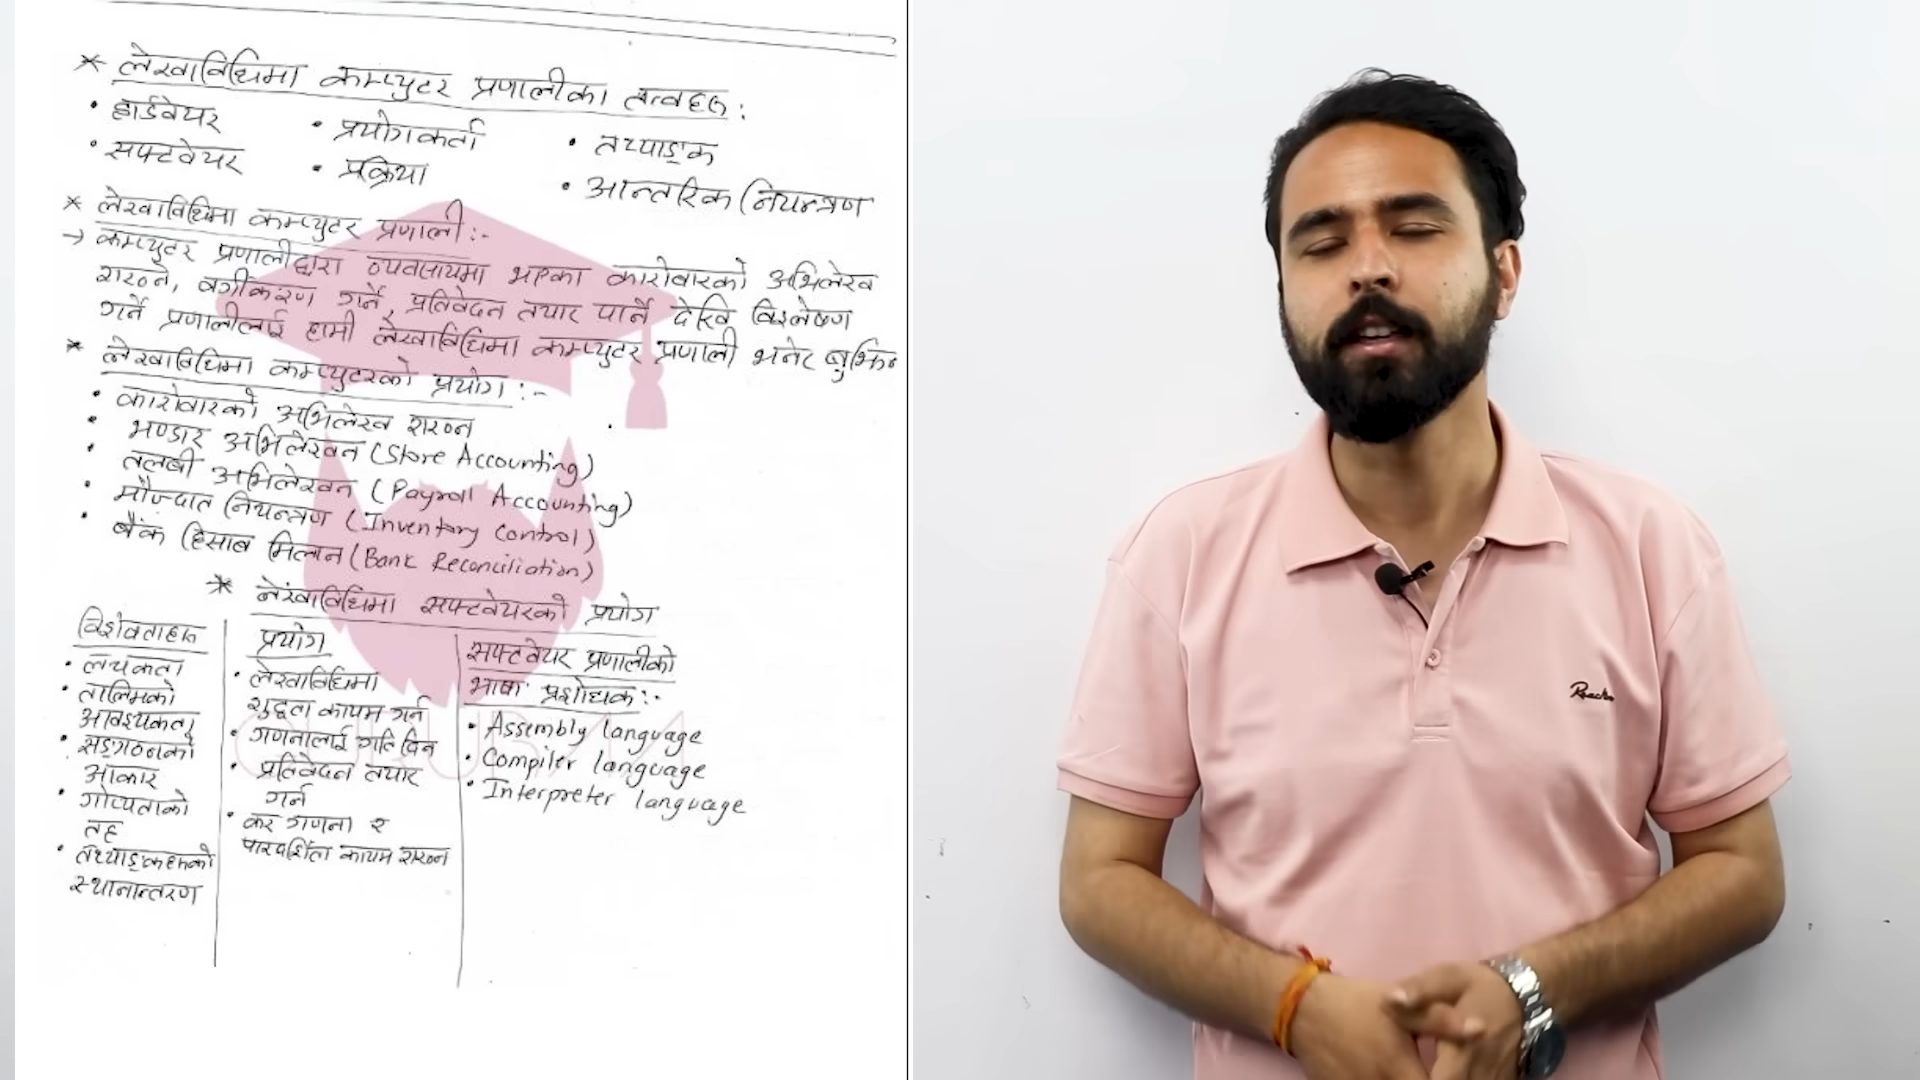 * लेखाविधिमा कम्प्युटर प्रणालीका तत्वहरु :
• हार्डवेयर • प्रयोगकर्ता • तथ्याङ्क
• सफ्टवेयर • प्रक्रिया • आन्तरिक नियन्त्रण
* लेखाविधिमा कम्प्युटर प्रणाली :-
→ कम्प्युटर प्रणालीद्वारा व्यवसायमा भएका कारोवारको अभिलेख
राख्ने, वर्गीकरण गर्ने, प्रतिवेदन तयार पार्ने देखि विश्लेषण
गर्ने प्रणालीलाई हामी लेखाविधिमा कम्प्युटर प्रणाली भनेर
* लेखाविधिमा कम्प्युटरको प्रयोग :-
• कारोवारको अभिलेख राख्न
• भण्डार अभिलेखन (Store Accounting)
• तलबी अभिलेखन (Payroll Accounting)
• मौज्दात नियन्त्रण (Inventory Control)
• बैंक हिसाब मिलान (Bank Reconciliation)
* लेखाविधिमा सफ्टवेयरको प्रयोग
विशेषताहरु
• लचकता
• तालिमको
आवश्यकता
• सङ्गठनको
आकार
• गोप्यताको
तह
• तथ्याङ्कहरुको
स्थानान्तरण
प्रयोग
• लेखाविधिमा
शुद्धता कायम गर्न
• गणनालाई गति दिन
• प्रतिवेदन तयार
गर्न
• कर गणना र
पारदर्शिता कायम राख्न
सफ्टवेयर प्रणालीको
भाषा प्रशोधक :-
• Assembly language
• Compiler language
• Interpreter language